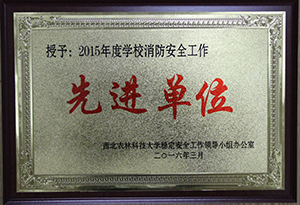 授予：2015年度学校消防安全工作
先进单位
西北农林科技大学稳定安全工作领导小组办公室
二〇一六年三月